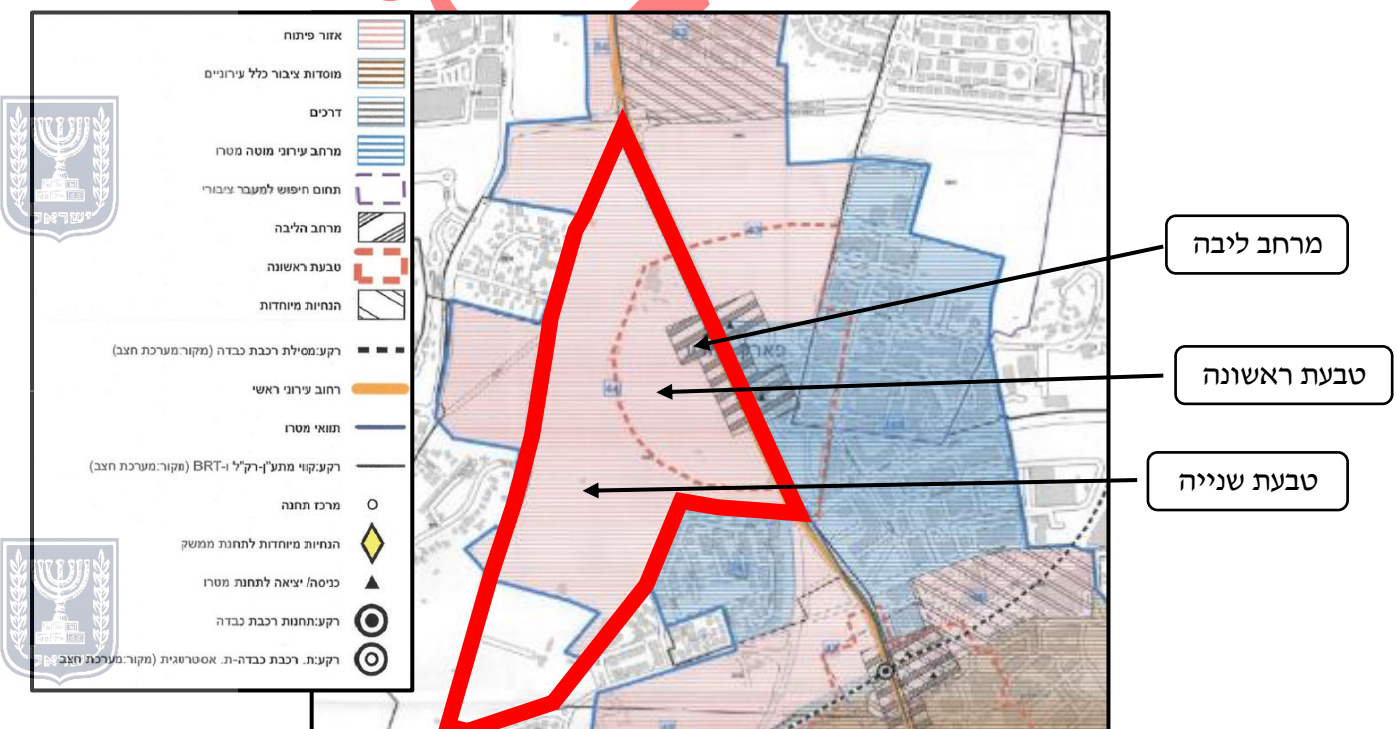 אזור פיתוח
מוסדות ציבור כלל עירוניים
דרכים
מרחב עירוני מוטה מטרו
תחום חיפוש למעבר ציבורי
מרחב הליבה
טבעת ראשונה
הנחיות מיוחדות
רקע:מסילת רכבת כבדה (מקור:מערכת חצב)
רחוב עירוני ראשי
תוואי מטרו
רקע:קווי מתע"ן-רק"ל ו-BRT (מקור:מערכת חצב)
מרכז תחנה
הנחיות מיוחדות לתחנת ממשק
כניסה/ יציאה לתחנת מטרו
רקע:תחנות רכבת כבדה
רקע:ת. רכבת כבדה-ת. אסטרטגית (מקור:מערכת חצב
ישראל
מרחב ליבה
טבעת ראשונה
טבעת שנייה
פארק